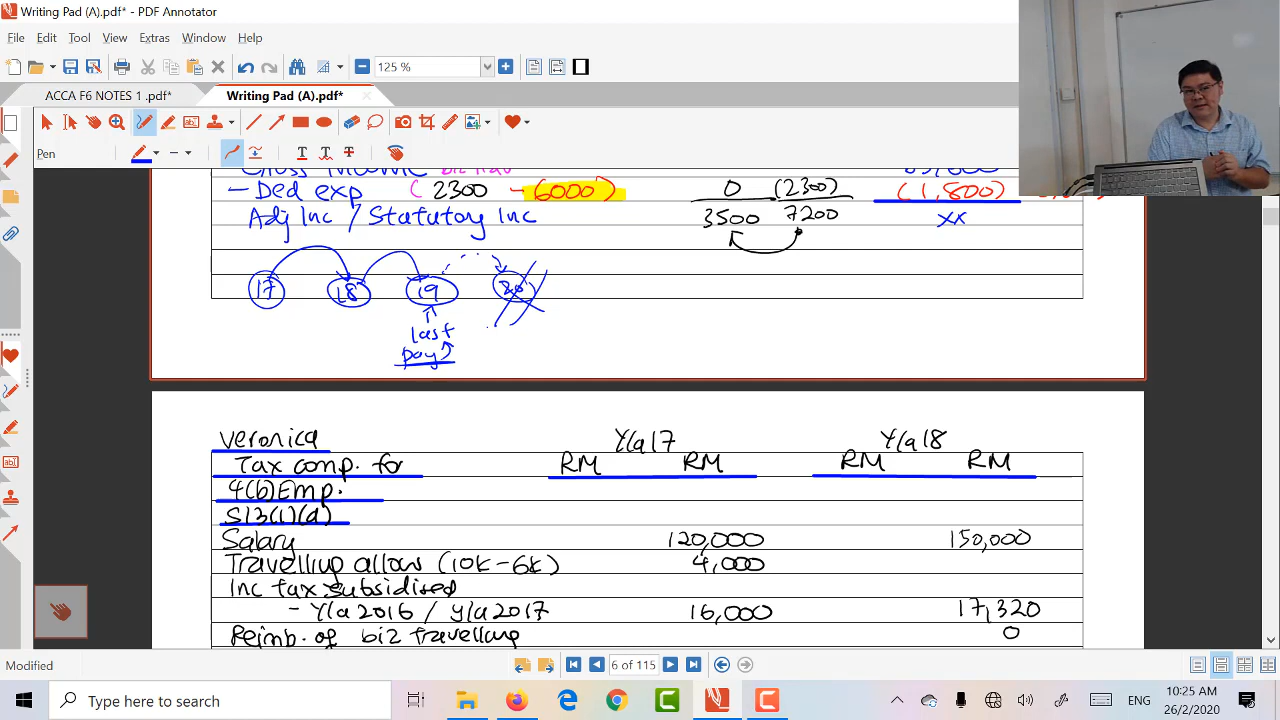 Writing Pad (A).pdf* - PDF Annotator
File Edit Tool View Extras Window Help
125 %
ACCA F6 NOTES 1 .pdf* Writing Pad (A).pdf*
Pen
Gross Income
– Ded exp ( 2300 – (6000) 0 (2300) (1,800)
Adj Inc / Statutory Inc 3500 7200 xx
17 18 19 20
last
pay
Veronica Y/a 17 Y/a 18
Tax comp. for RM RM RM RM
4(b) Emp.
S13(1)(a)
Salary 120,000 150,000
Travelling allow (10k – 6k) 4,000
Inc tax subsidised
– Y/a 2016 / Y/a 2017 16,000 17,320
Reimb. of biz travelling 0
Modified 6 of 115
Type here to search
ENG
10:25 AM
26/2/2020